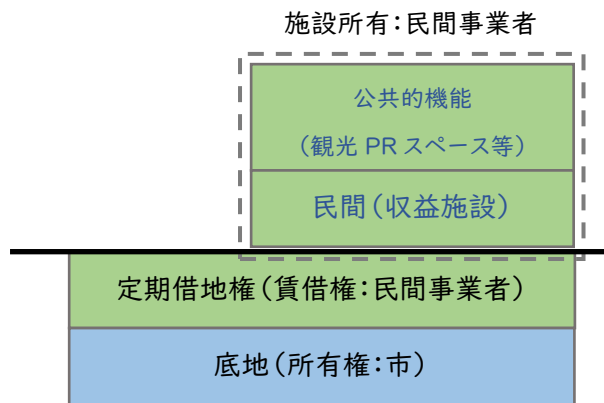 施設所有：民間事業者
公共的機能
（観光 PR スペース等）
民間（収益施設）
定期借地権（賃借権：民間事業者）
底地（所有権：市）